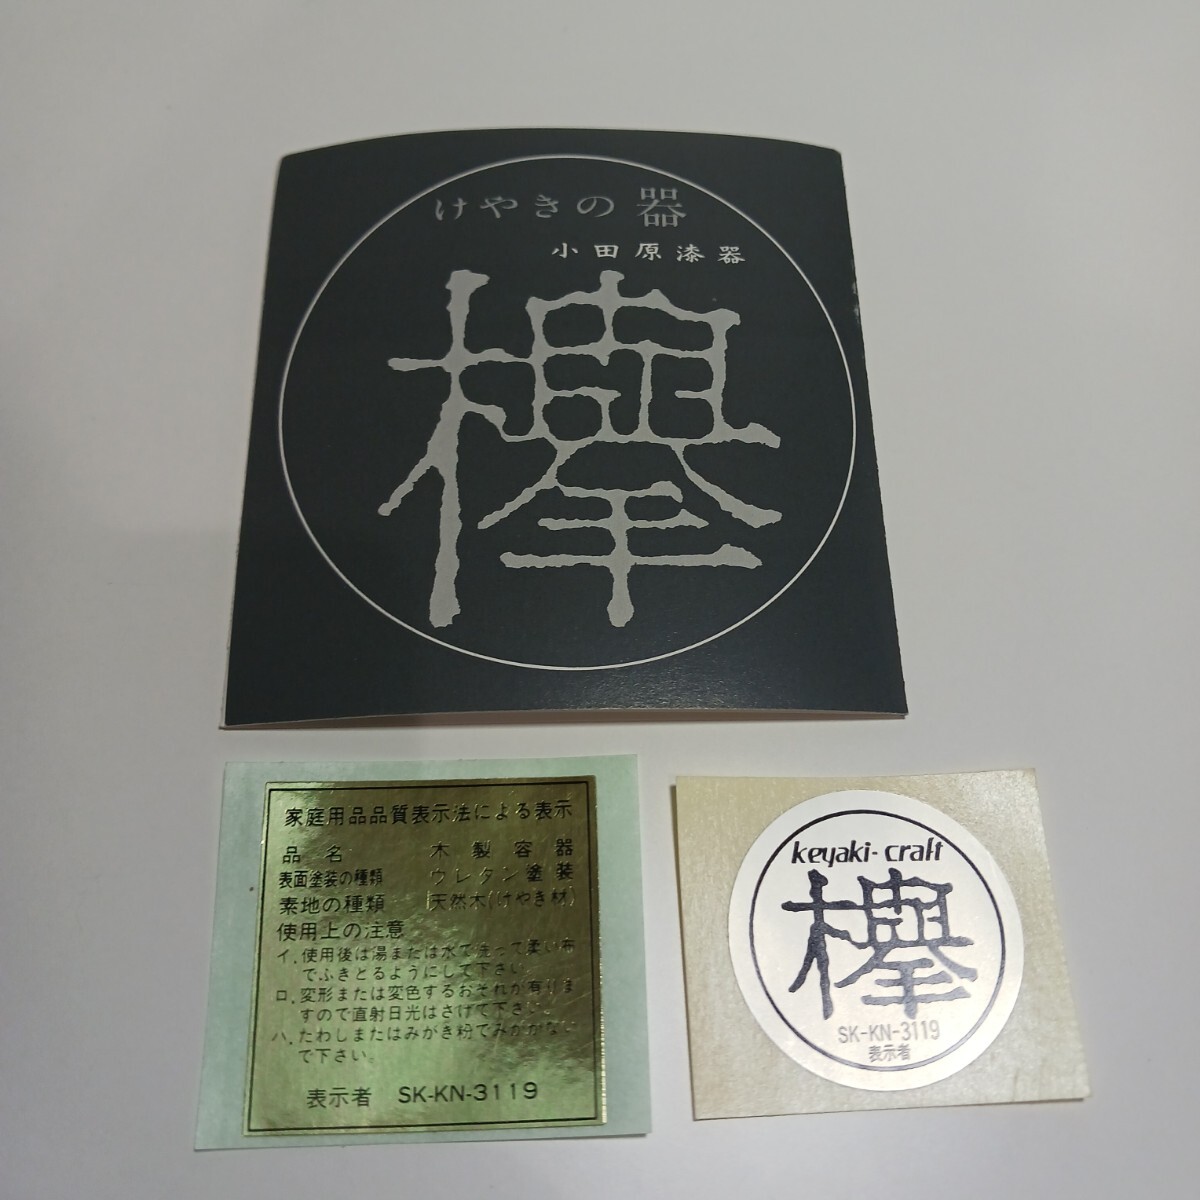 けやきの器
小田原漆器
欅
家庭用品品質表示法による表示
品名 木製容器
表面塗装の種類 ウレタン塗装
素地の種類 天然木(けやき材)
使用上の注意
イ.使用後は湯または水で洗って柔い布
でふきとるようにして下さい。
ロ.変形または変色するおそれが有りま
すので直射日光はさけて下さい。
ハ.たわしまたはみがき粉でみがかない
で下さい。
表示者 SK-KN-3119
keyaki-craft
欅
SK-KN-3119
表示者